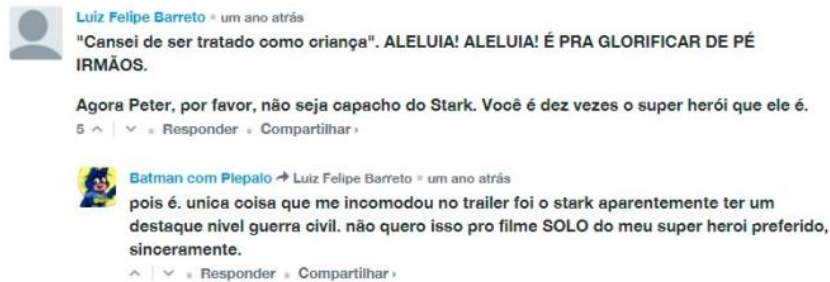 Luiz Felipe Barreto • um ano atrás
"Cansei de ser tratado como criança". ALELUIA! ALELUIA! É PRA GLORIFICAR DE PÉ
IRMÃOS.
Agora Peter, por favor, não seja capacho do Stark. Você é dez vezes o super herói que ele é.
5 • Responder • Compartilhar ›
Batman com Plepalo → Luiz Felipe Barreto • um ano atrás
pois é. unica coisa que me incomodou no trailer foi o stark aparentemente ter um
destaque nivel guerra civil. não quero isso pro filme SOLO do meu super heroi preferido,
sinceramente.
• Responder • Compartilhar ›